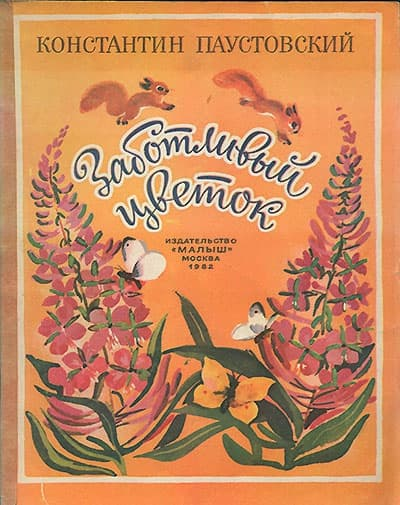 КОНСТАНТИН ПАУСТОВСКИЙ
Заботливый
цветок
ИЗДАТЕЛЬСТВО
«МАЛЫШ»
МОСКВА
1982